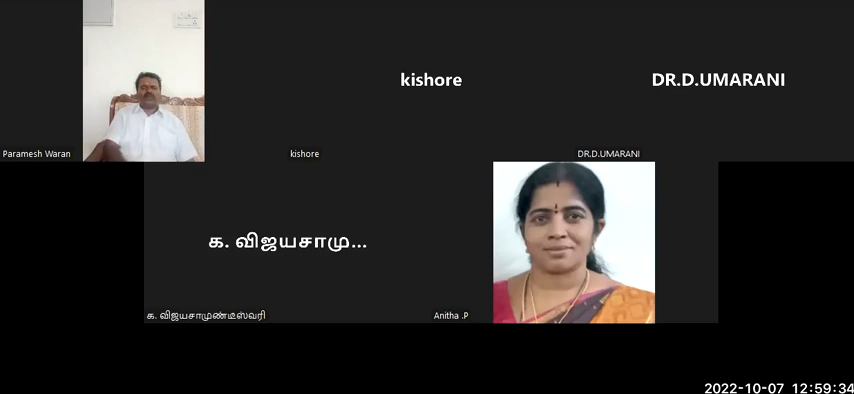 kishore
DR.D.UMARANI
Paramesh Waran
kishore
DR.D.UMARANI
க. விஜயசாமு...
க. விஜயசாமுண்டீஸ்வரி
Anitha .P
2022-10-07 12:59:34